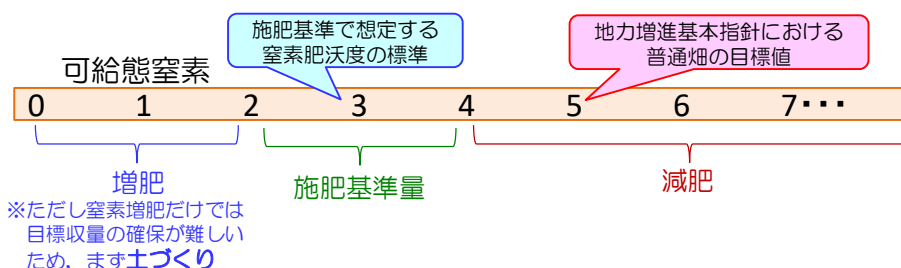 施肥基準で想定する
窒素肥沃度の標準
地力増進基本指針における
普通畑の目標値
可給態窒素
0 1 2 3 4 5 6 7･･･
増肥
施肥基準量
減肥
※ただし窒素増肥だけでは
目標収量の確保が難しい
ため，まず土づくり